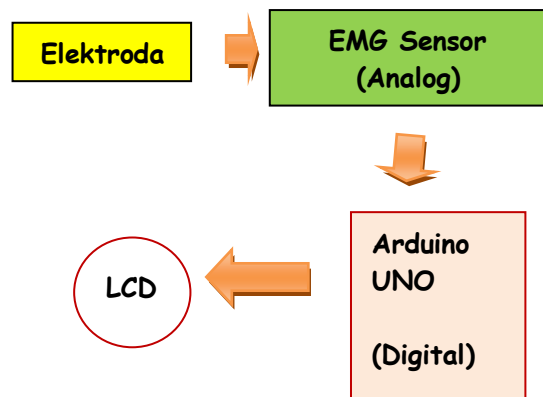 Elektroda
EMG Sensor
(Analog)
Arduino
UNO
(Digital)
LCD